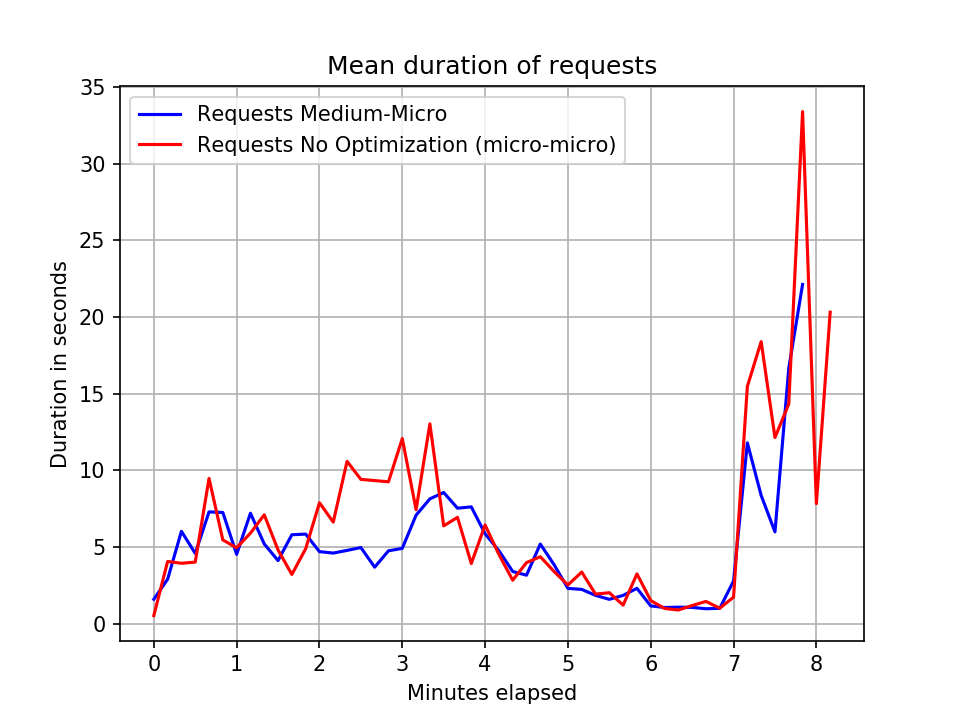 Mean duration of requests
Requests Medium-Micro
Requests No Optimization (micro-micro)
35
30
25
20
15
10
5
0
Duration in seconds
0 1 2 3 4 5 6 7 8
Minutes elapsed